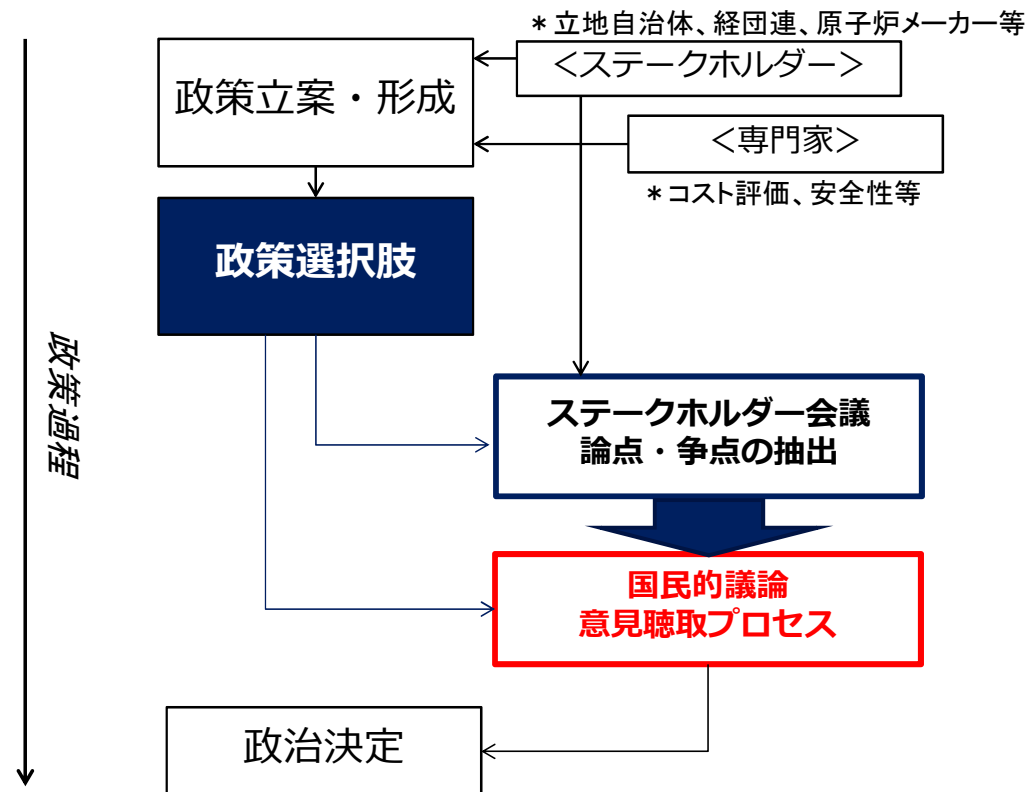 ＊立地自治体、経団連、原子炉メーカー等
＜ステークホルダー＞
政策立案・形成
＜専門家＞
＊コスト評価、安全性等
政策選択肢
政策過程
ステークホルダー会議
論点・争点の抽出
国民的議論
意見聴取プロセス
政治決定